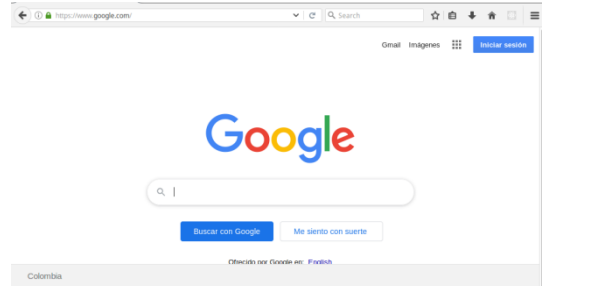 https://www.google.com/
Search
Gmail Imágenes Iniciar sesión
Google
Buscar con Google Me siento con suerte
Ofrecido por Google en: English
Colombia